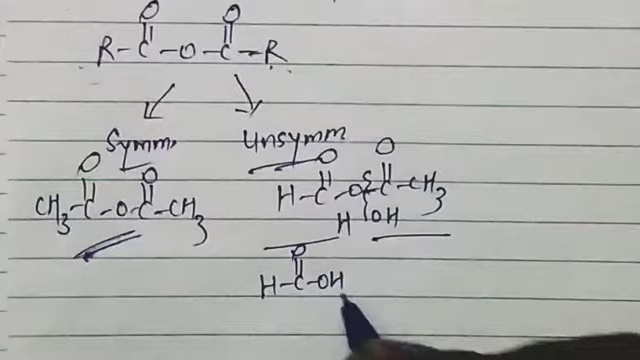 O O
R-C-O-C-R
Symm. Unsymm
O O O O
CH3-C-O-C-CH3 H-C-O-C-CH3
H OH
O
H-C-OH